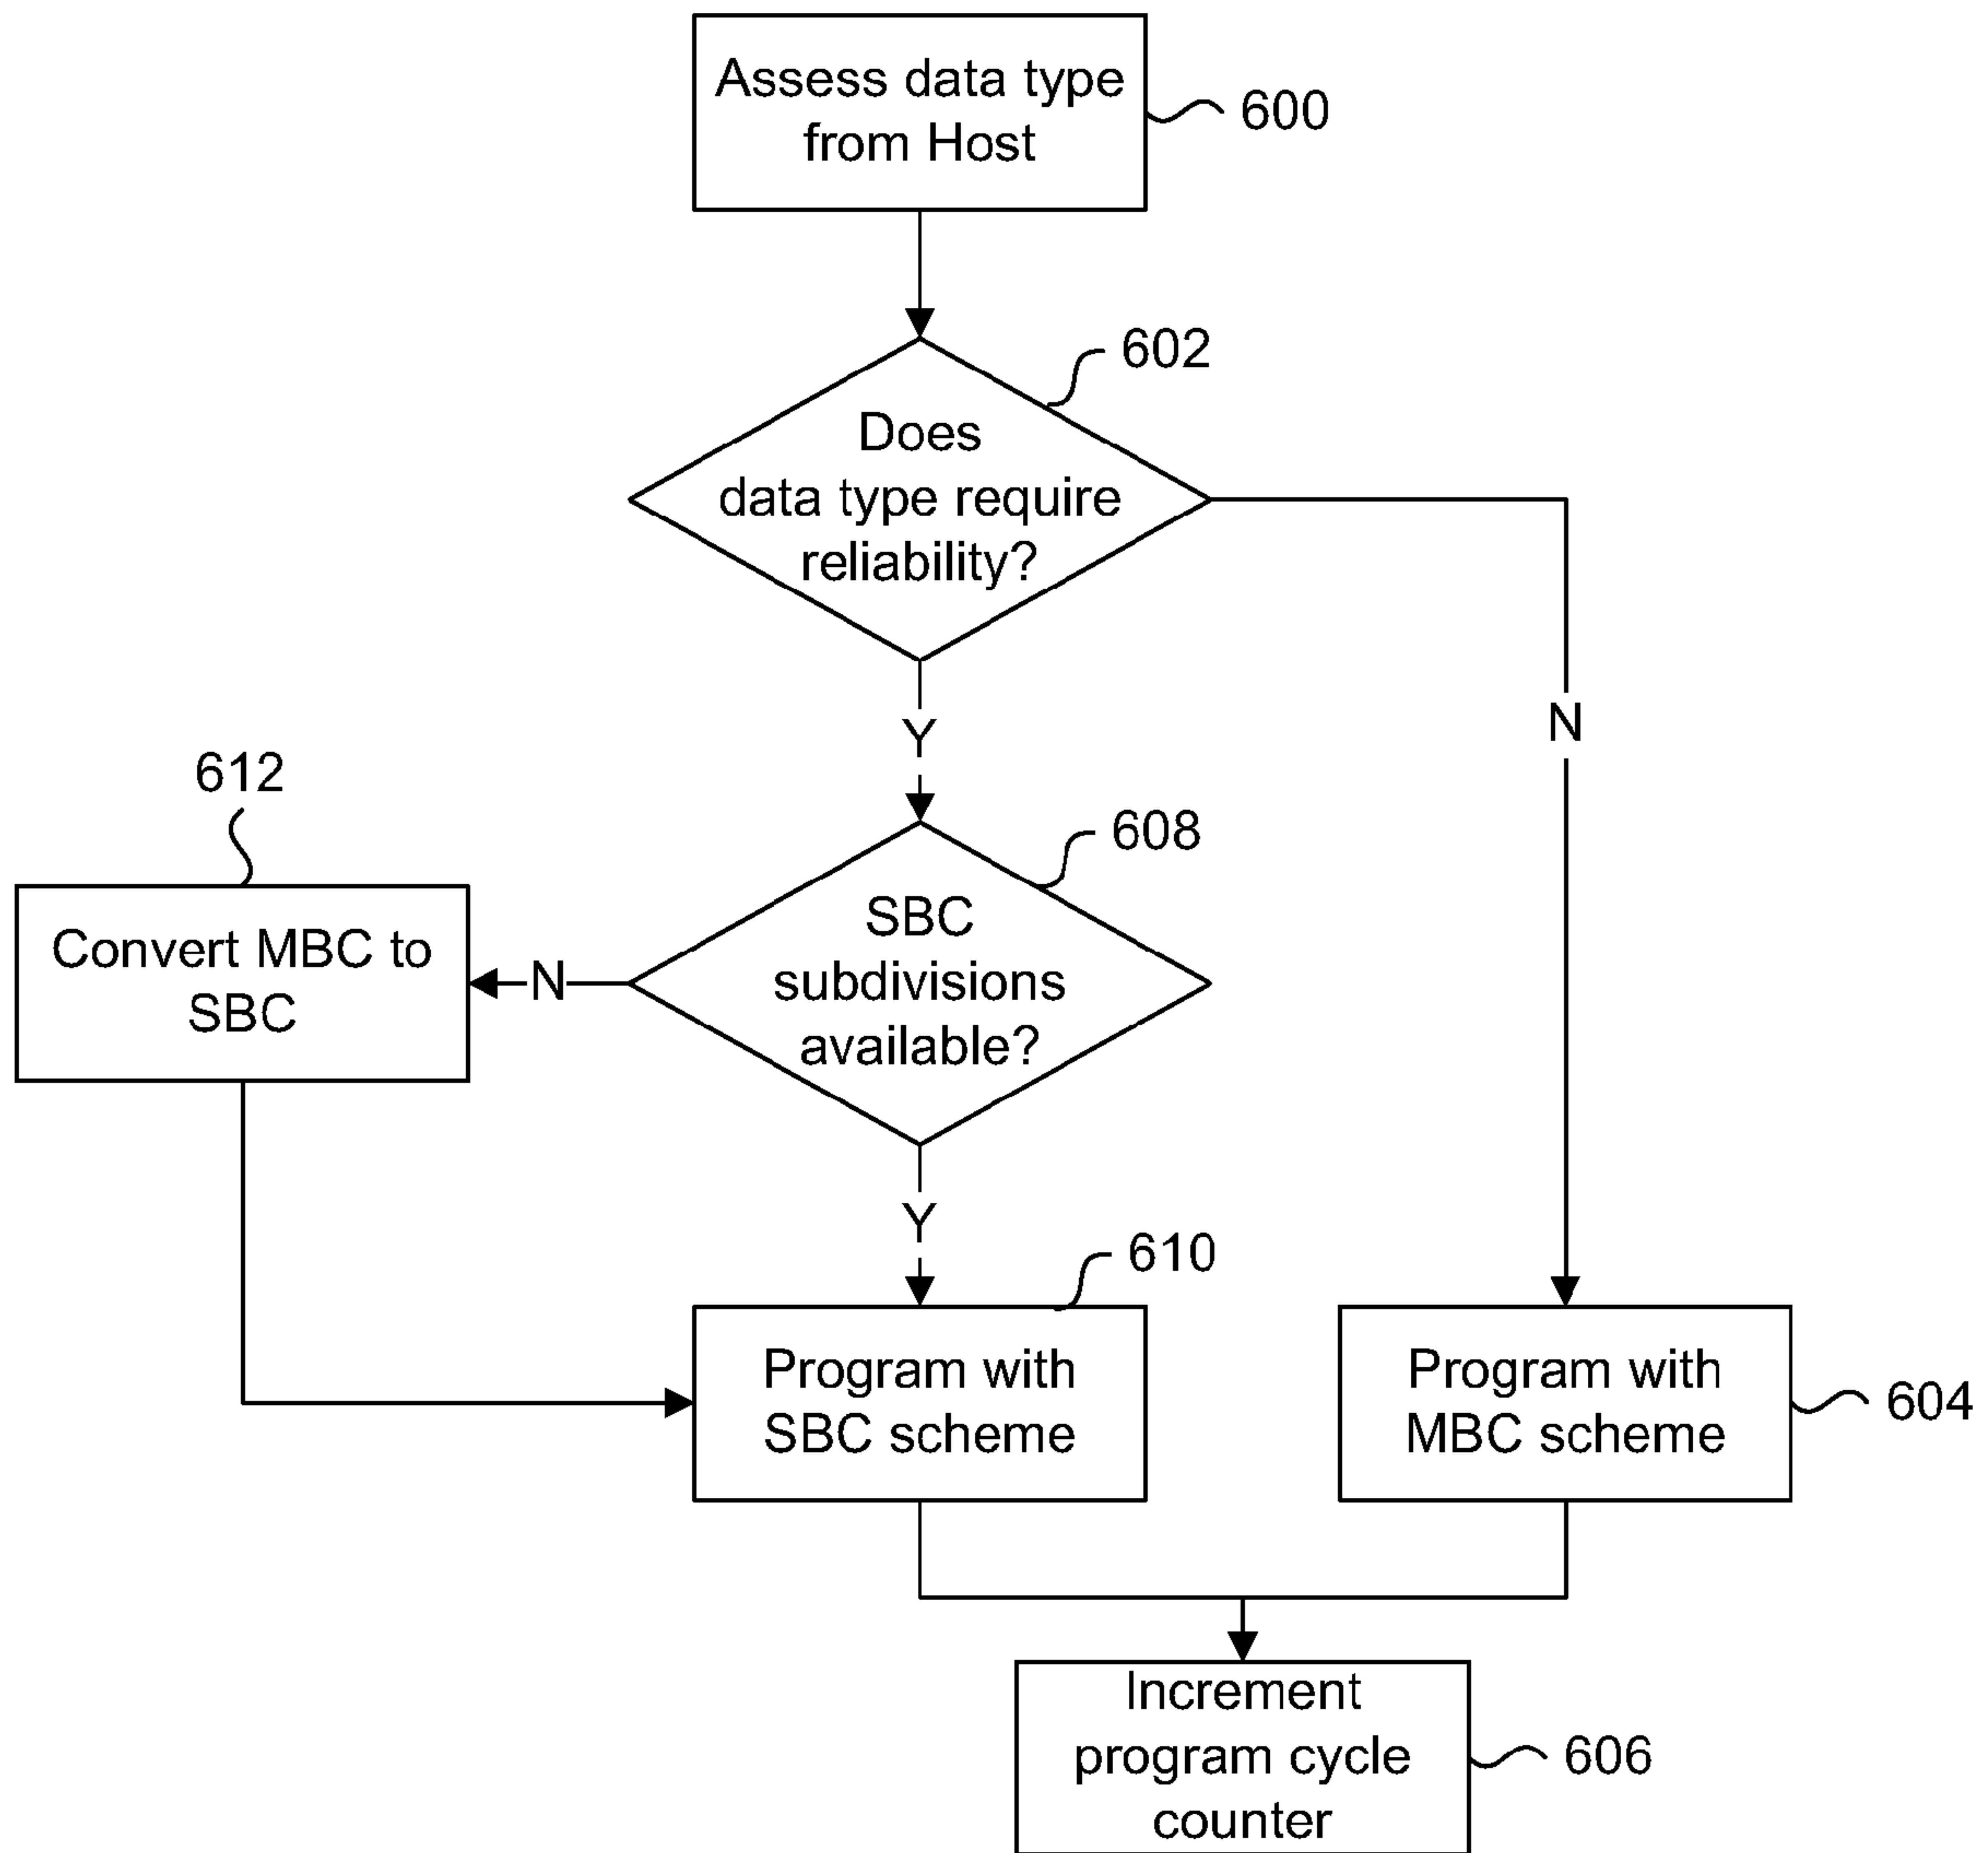 Assess data type
from Host
600
602
Does
data type require
reliability?
Y
N
612
608
SBC
subdivisions
available?
Convert MBC to
SBC
N
Y
610
Program with
SBC scheme
Program with
MBC scheme
604
Increment
program cycle
counter
606